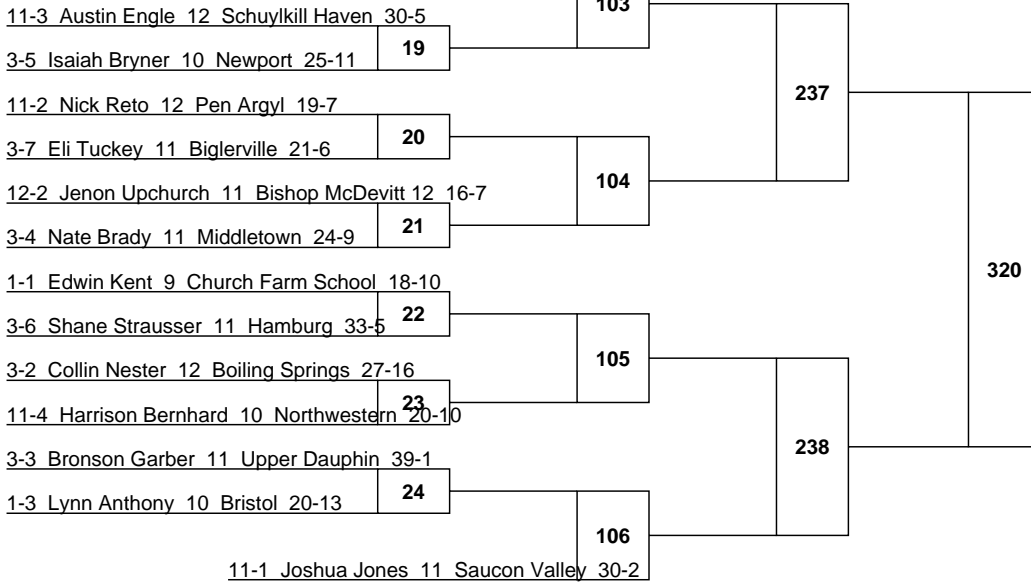 103
11-3 Austin Engle 12 Schuylkill Haven 30-5
19
3-5 Isaiah Bryner 10 Newport 25-11
237
11-2 Nick Reto 12 Pen Argyl 19-7
20
3-7 Eli Tuckey 11 Biglerville 21-6
104
12-2 Jenon Upchurch 11 Bishop McDevitt 12 16-7
21
3-4 Nate Brady 11 Middletown 24-9
320
1-1 Edwin Kent 9 Church Farm School 18-10
22
3-6 Shane Strausser 11 Hamburg 33-5
105
3-2 Collin Nester 12 Boiling Springs 27-16
23
11-4 Harrison Bernhard 10 Northwestern 20-10
238
3-3 Bronson Garber 11 Upper Dauphin 39-1
24
1-3 Lynn Anthony 10 Bristol 20-13
106
11-1 Joshua Jones 11 Saucon Valley 30-2